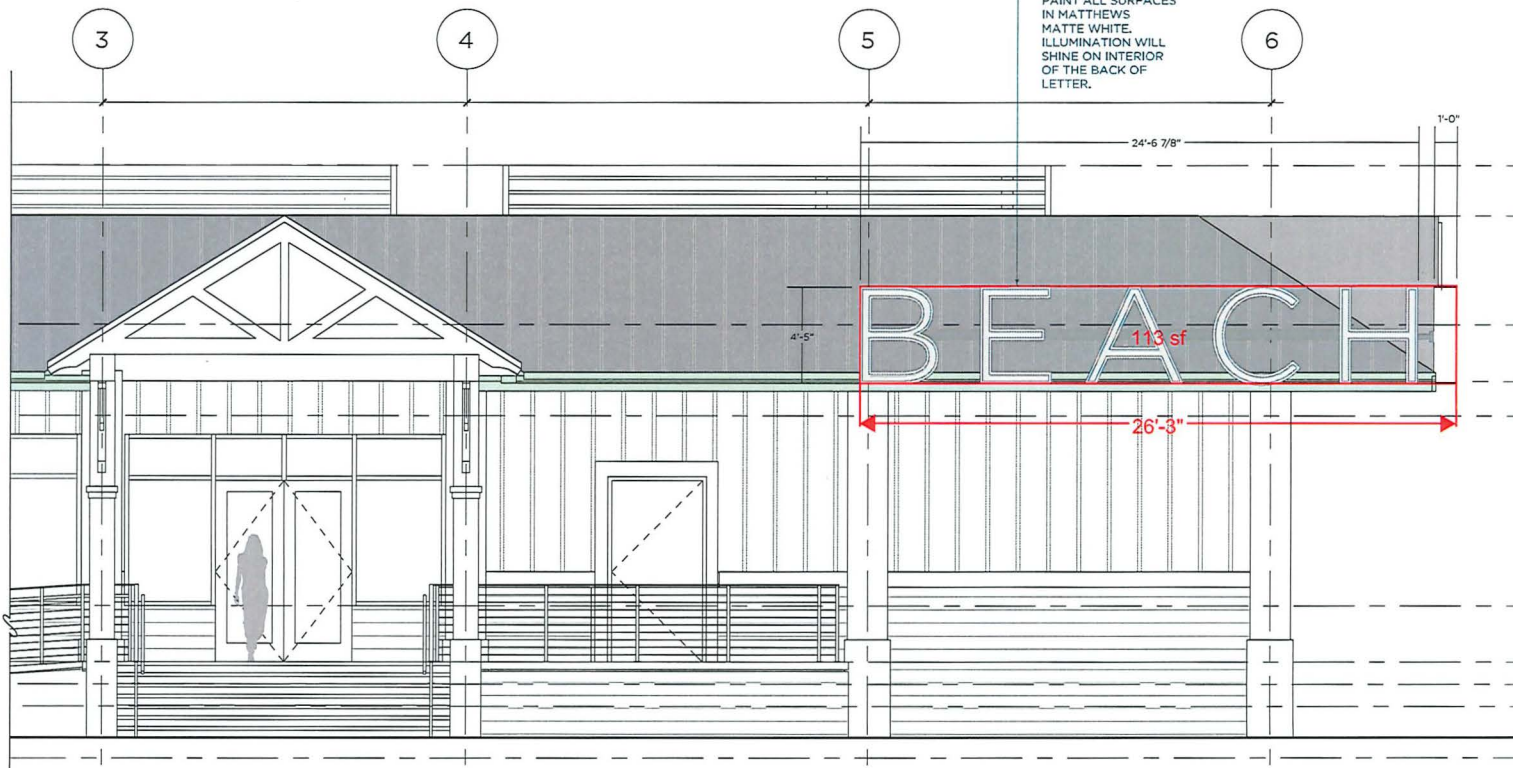 PAINT ALL SURFACES
IN MATTHEWS
MATTE WHITE.
ILLUMINATION WILL
SHINE ON INTERIOR
OF THE BACK OF
LETTER.
3
4
5
6
24'-6 7/8"
1'-0"
4'-5"
BEACH
113 sf
26'-3"